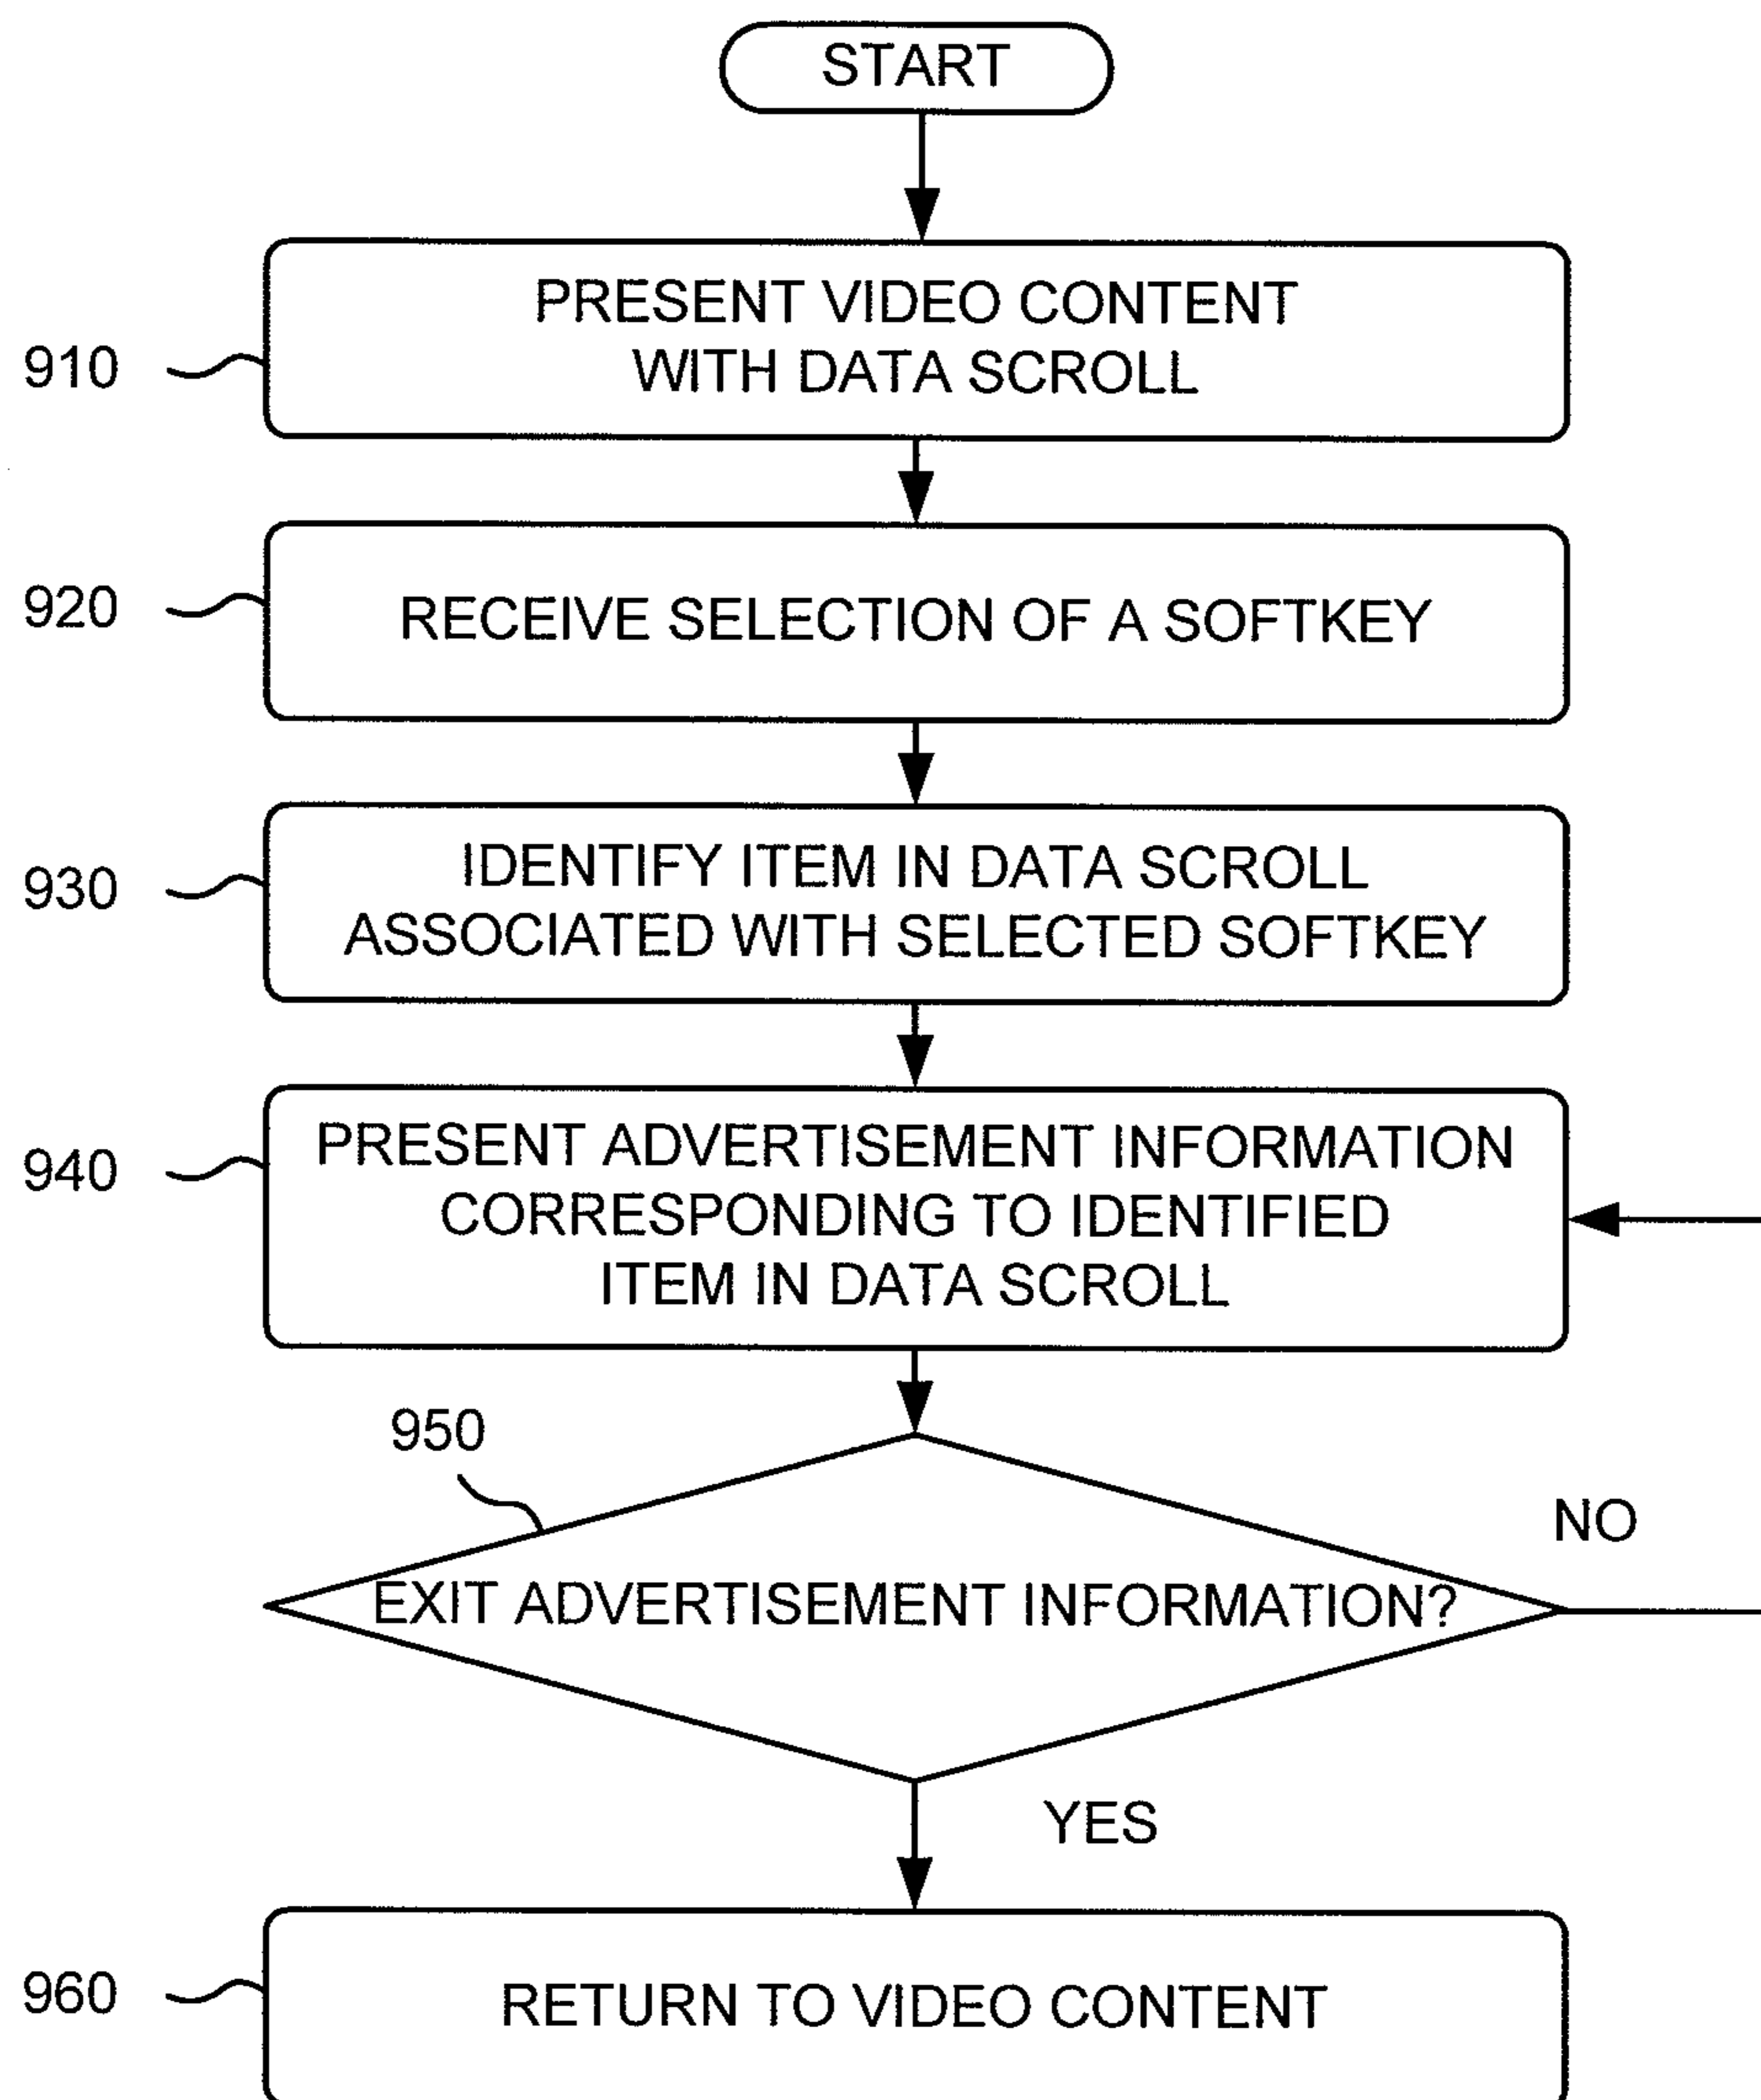 START
PRESENT VIDEO CONTENT
WITH DATA SCROLL
910
RECEIVE SELECTION OF A SOFTKEY
920
IDENTIFY ITEM IN DATA SCROLL
ASSOCIATED WITH SELECTED SOFTKEY
930
PRESENT ADVERTISEMENT INFORMATION
CORRESPONDING TO IDENTIFIED
ITEM IN DATA SCROLL
940
950
NO
EXIT ADVERTISEMENT INFORMATION?
YES
RETURN TO VIDEO CONTENT
960